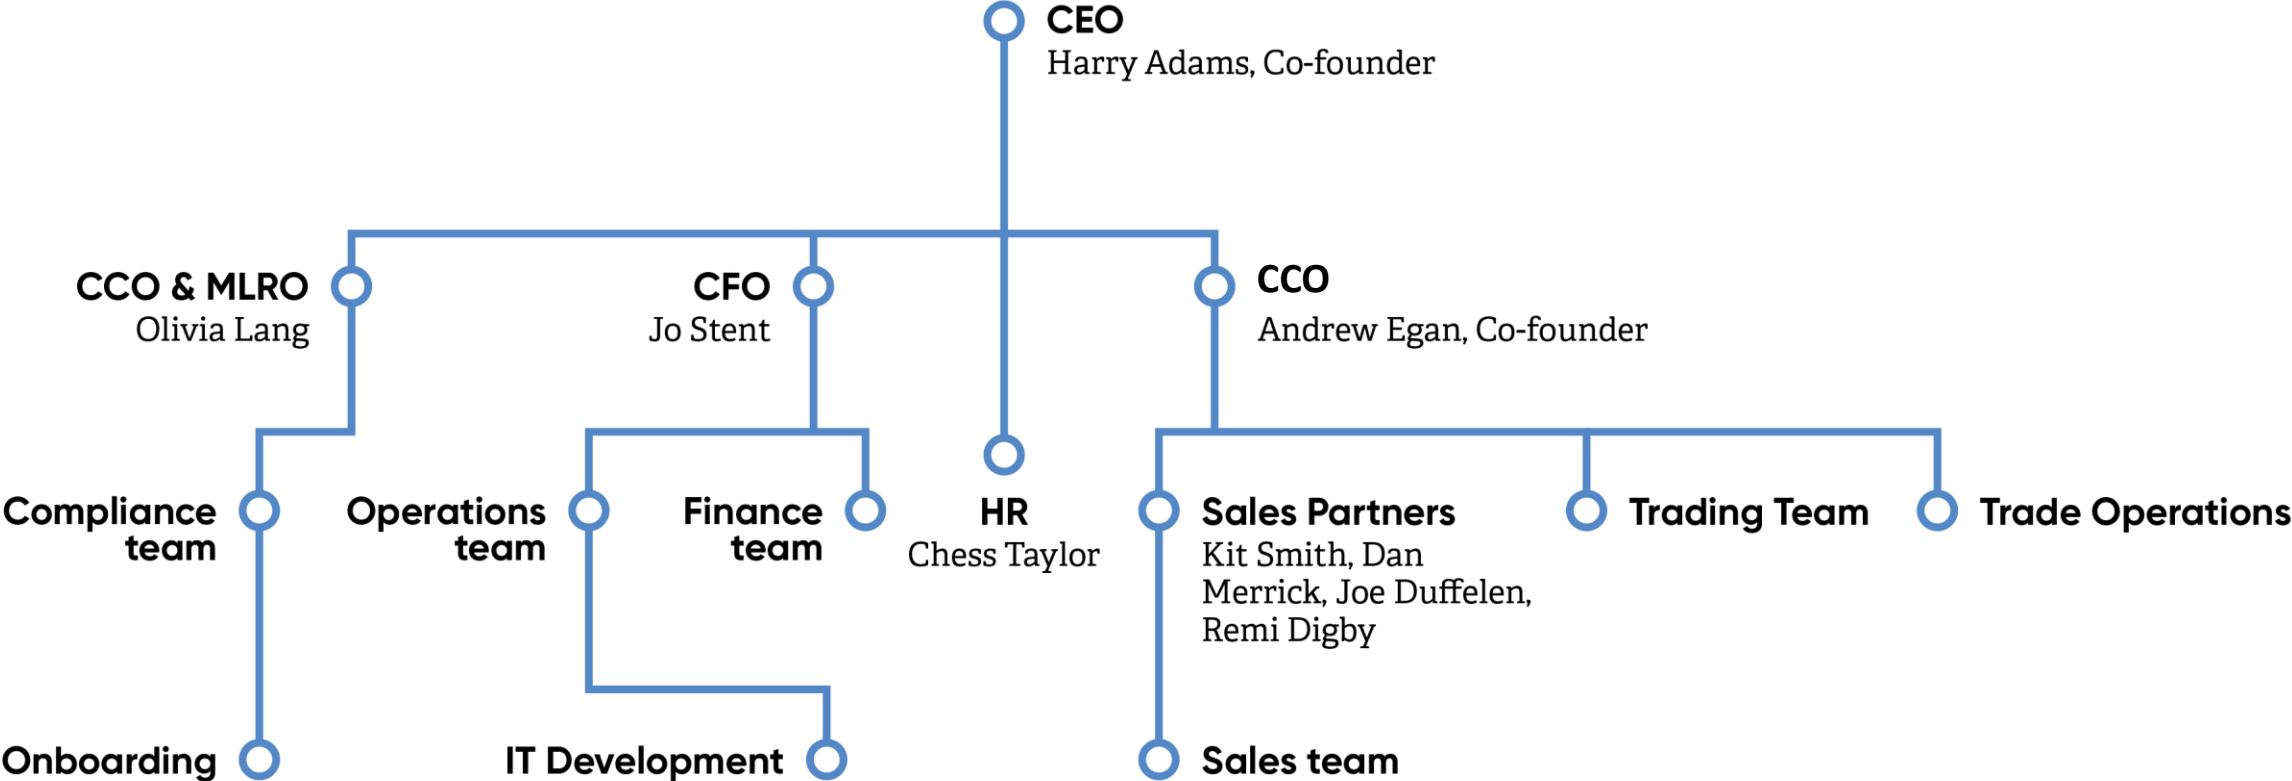 CEO
Harry Adams, Co-founder
CCO & MLRO
Olivia Lang
CFO
Jo Stent
CCO
Andrew Egan, Co-founder
Compliance
team
Operations
team
Finance
team
HR
Chess Taylor
Sales Partners
Kit Smith, Dan
Merrick, Joe Duffelen,
Remi Digby
Trading Team
Trade Operations
Onboarding
IT Development
Sales team